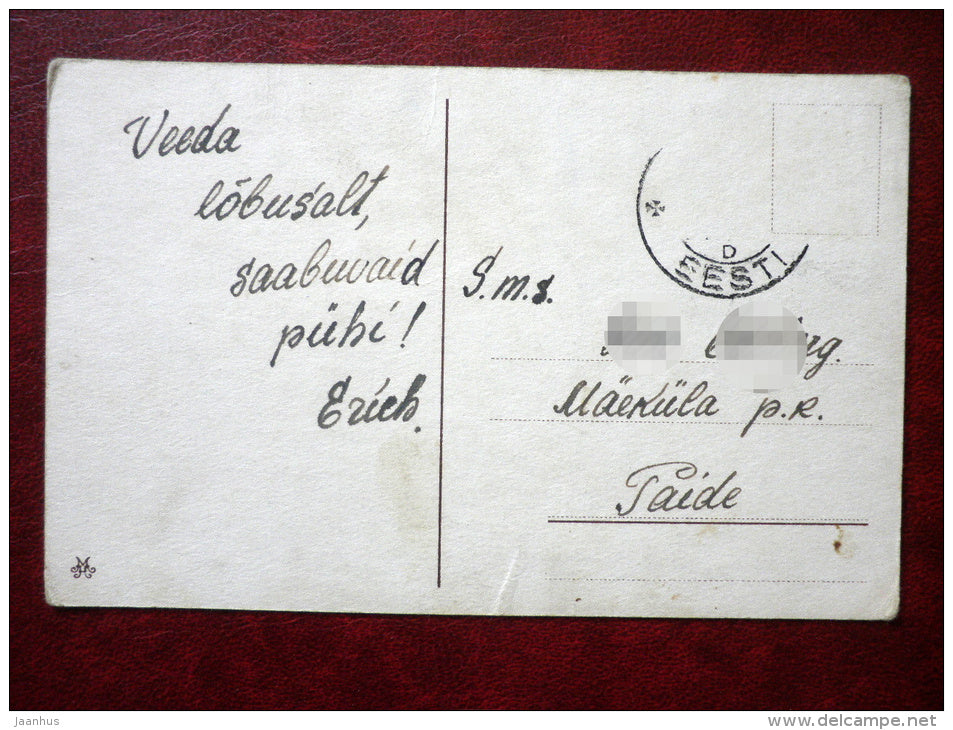 Veeda
lõbusalt,
saabuvaid
pühi!
Erich.
D
EESTI
S.m.s.
Mäeküla p.k.
Paide
jaanhus
www.delcampe.net